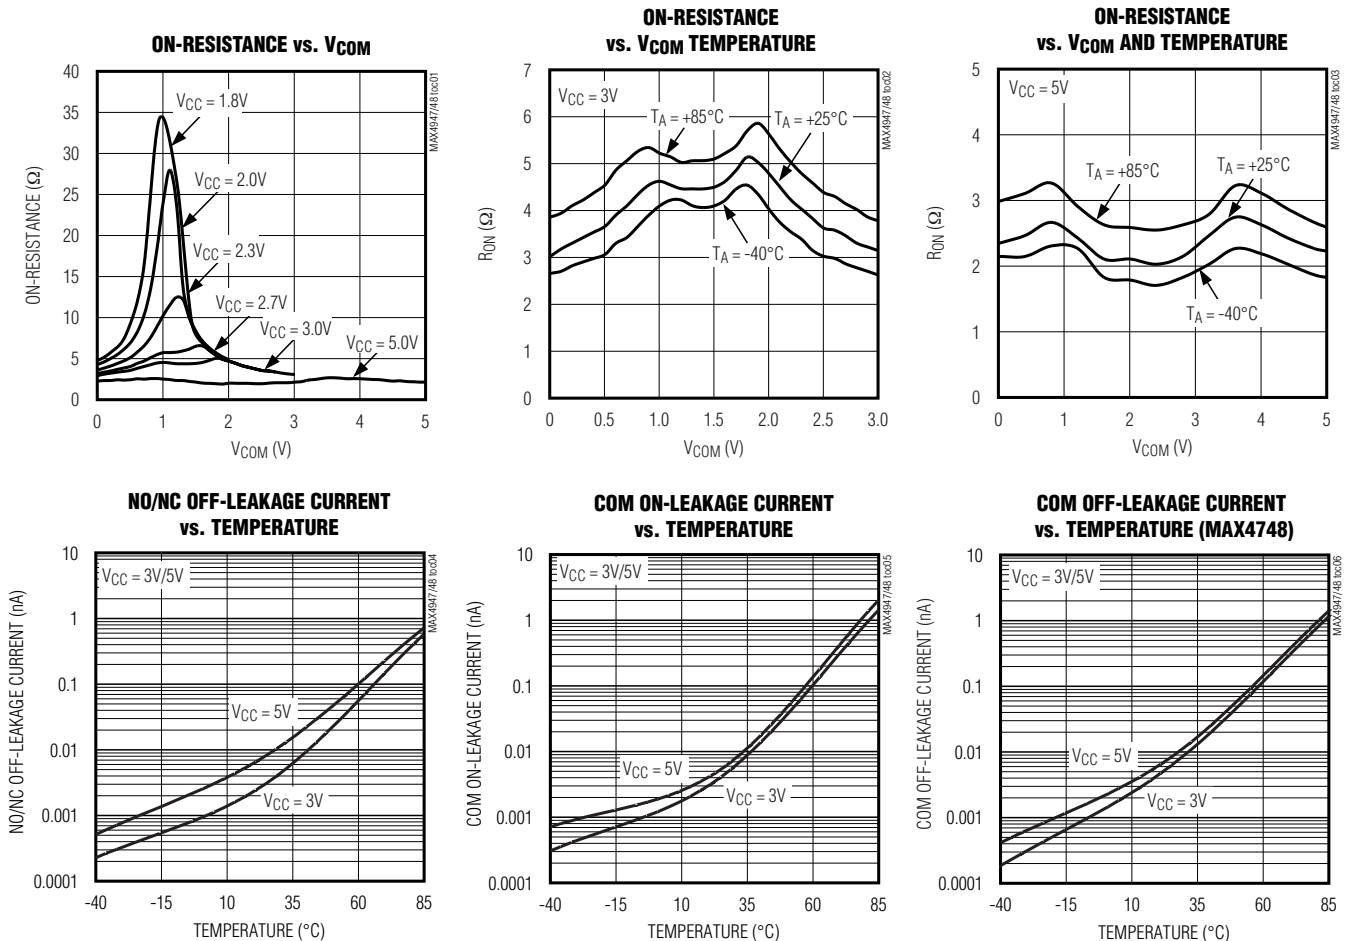 ON-RESISTANCE vs. VCOM
40
35
30
25
20
15
10
5
0
ON-RESISTANCE (Ω)
VCC = 1.8V
VCC = 2.0V
VCC = 2.3V
VCC = 2.7V
VCC = 3.0V
VCC = 5.0V
MAX4947/48 toc01
0 1 2 3 4 5
VCOM (V)
ON-RESISTANCE
vs. VCOM TEMPERATURE
7
6
5
4
3
2
1
0
RON (Ω)
VCC = 3V
TA = +85°C
TA = +25°C
TA = -40°C
MAX4947/48 toc02
0 0.5 1.0 1.5 2.0 2.5 3.0
VCOM (V)
ON-RESISTANCE
vs. VCOM AND TEMPERATURE
5
4
3
2
1
0
RON (Ω)
VCC = 5V
TA = +85°C
TA = +25°C
TA = -40°C
MAX4947/48 toc03
0 1 2 3 4 5
VCOM (V)
NO/NC OFF-LEAKAGE CURRENT
vs. TEMPERATURE
10
1
0.1
0.01
0.001
0.0001
NO/NC OFF-LEAKAGE CURRENT (nA)
VCC = 3V/5V
VCC = 5V
VCC = 3V
MAX4947/48 toc04
-40 -15 10 35 60 85
TEMPERATURE (°C)
COM ON-LEAKAGE CURRENT
vs. TEMPERATURE
10
1
0.1
0.01
0.001
0.0001
COM ON-LEAKAGE CURRENT (nA)
VCC = 3V/5V
VCC = 5V
VCC = 3V
MAX4947/48 toc05
-40 -15 10 35 60 85
TEMPERATURE (°C)
COM OFF-LEAKAGE CURRENT
vs. TEMPERATURE (MAX4748)
10
1
0.1
0.01
0.001
0.0001
COM OFF-LEAKAGE CURRENT (nA)
VCC = 3V/5V
VCC = 5V
VCC = 3V
MAX4947/48 toc06
-40 -15 10 35 60 85
TEMPERATURE (°C)